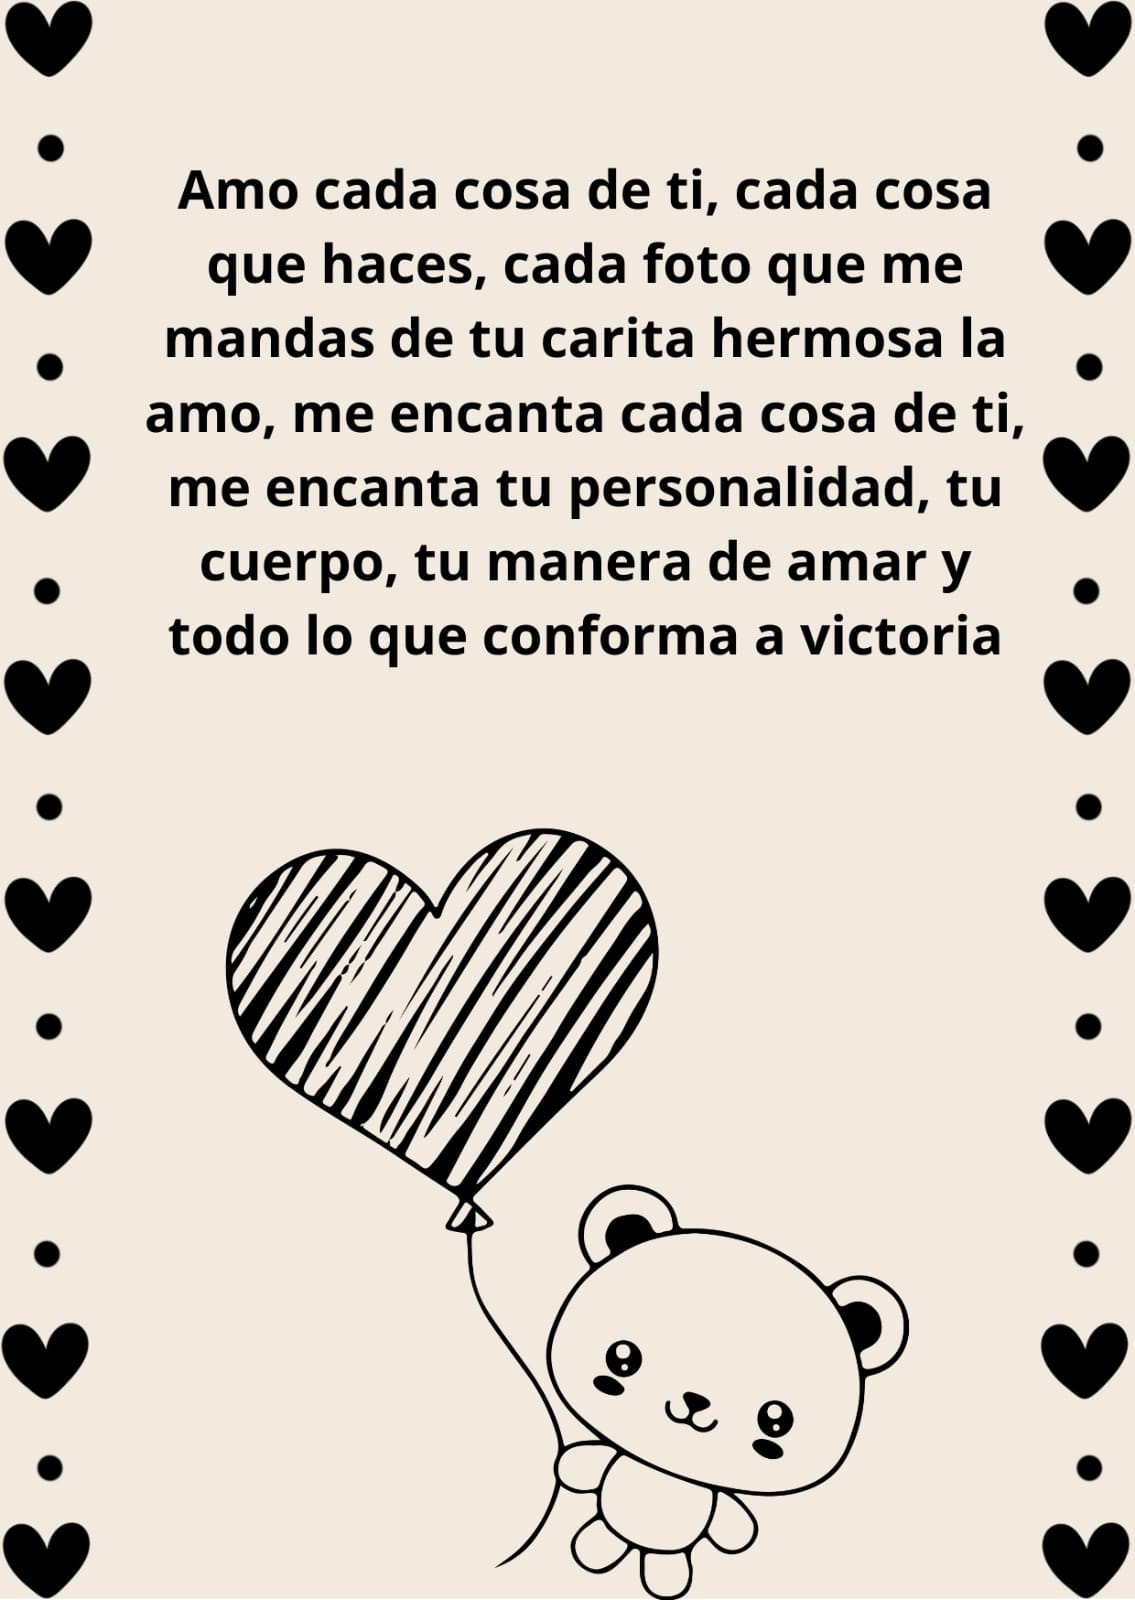 Amo cada cosa de ti, cada cosa
que haces, cada foto que me
mandas de tu carita hermosa la
amo, me encanta cada cosa de ti,
me encanta tu personalidad, tu
cuerpo, tu manera de amar y
todo lo que conforma a victoria